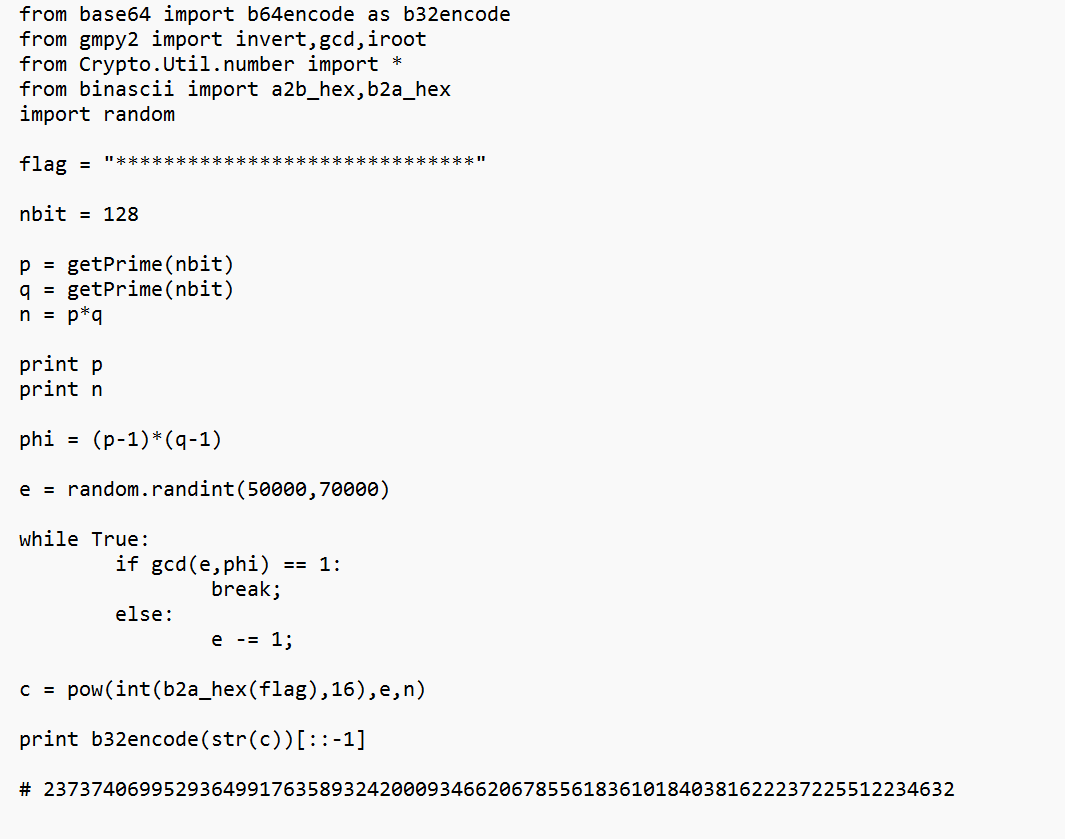 from base64 import b64encode as b32encode
from gmpy2 import invert,gcd,iroot
from Crypto.Util.number import *
from binascii import a2b_hex,b2a_hex
import random
flag = "******************************"
nbit = 128
p = getPrime(nbit)
q = getPrime(nbit)
n = p*q
print p
print n
phi = (p-1)*(q-1)
e = random.randint(50000,70000)
while True:
        if gcd(e,phi) == 1:
                break;
        else:
                e -= 1;
c = pow(int(b2a_hex(flag),16),e,n)
print b32encode(str(c))[::-1]
# 2373740699529364991763589324200093466206785561836101840381622237225512234632